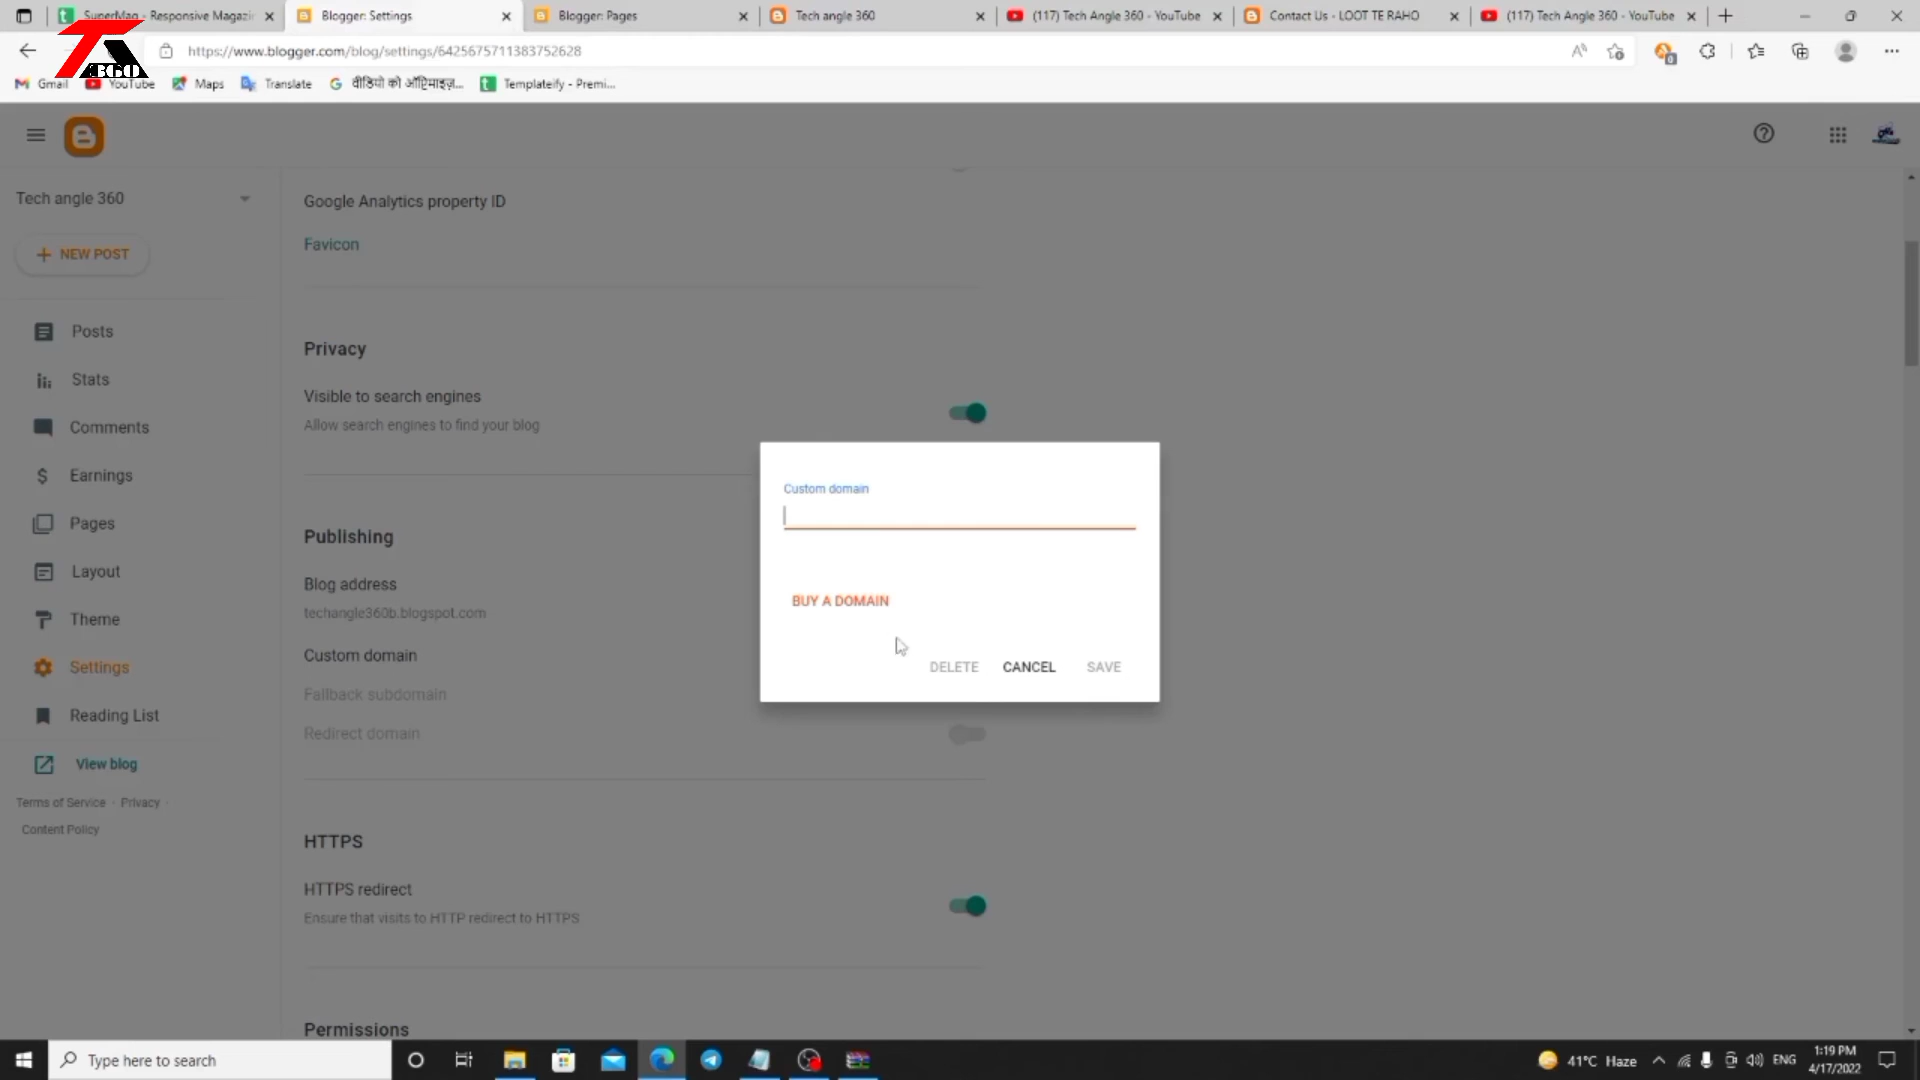 SuperMag - Responsive Magazin
Blogger: Settings
Blogger: Pages
Tech angle 360
(117) Tech Angle 360 - YouTube
Contact Us - LOOT TE RAHO
(117) Tech Angle 360 - YouTube
https://www.blogger.com/blog/settings/6425675711383752628
TA 360
Gmail
YouTube
Maps
Translate
वीडियो को ऑप्टिमाइज़...
Templateify - Premi...
Tech angle 360
NEW POST
Posts
Stats
Comments
Earnings
Pages
Layout
Theme
Settings
Reading List
View blog
Terms of Service · Privacy ·
Content Policy
Google Analytics property ID
Favicon
Privacy
Visible to search engines
Allow search engines to find your blog
Publishing
Blog address
techangle360b.blogspot.com
Custom domain
Fallback subdomain
Redirect domain
HTTPS
HTTPS redirect
Ensure that visits to HTTP redirect to HTTPS
Permissions
Custom domain
BUY A DOMAIN
DELETE CANCEL SAVE
Type here to search
41°C Haze
ENG
1:19 PM
4/17/2022